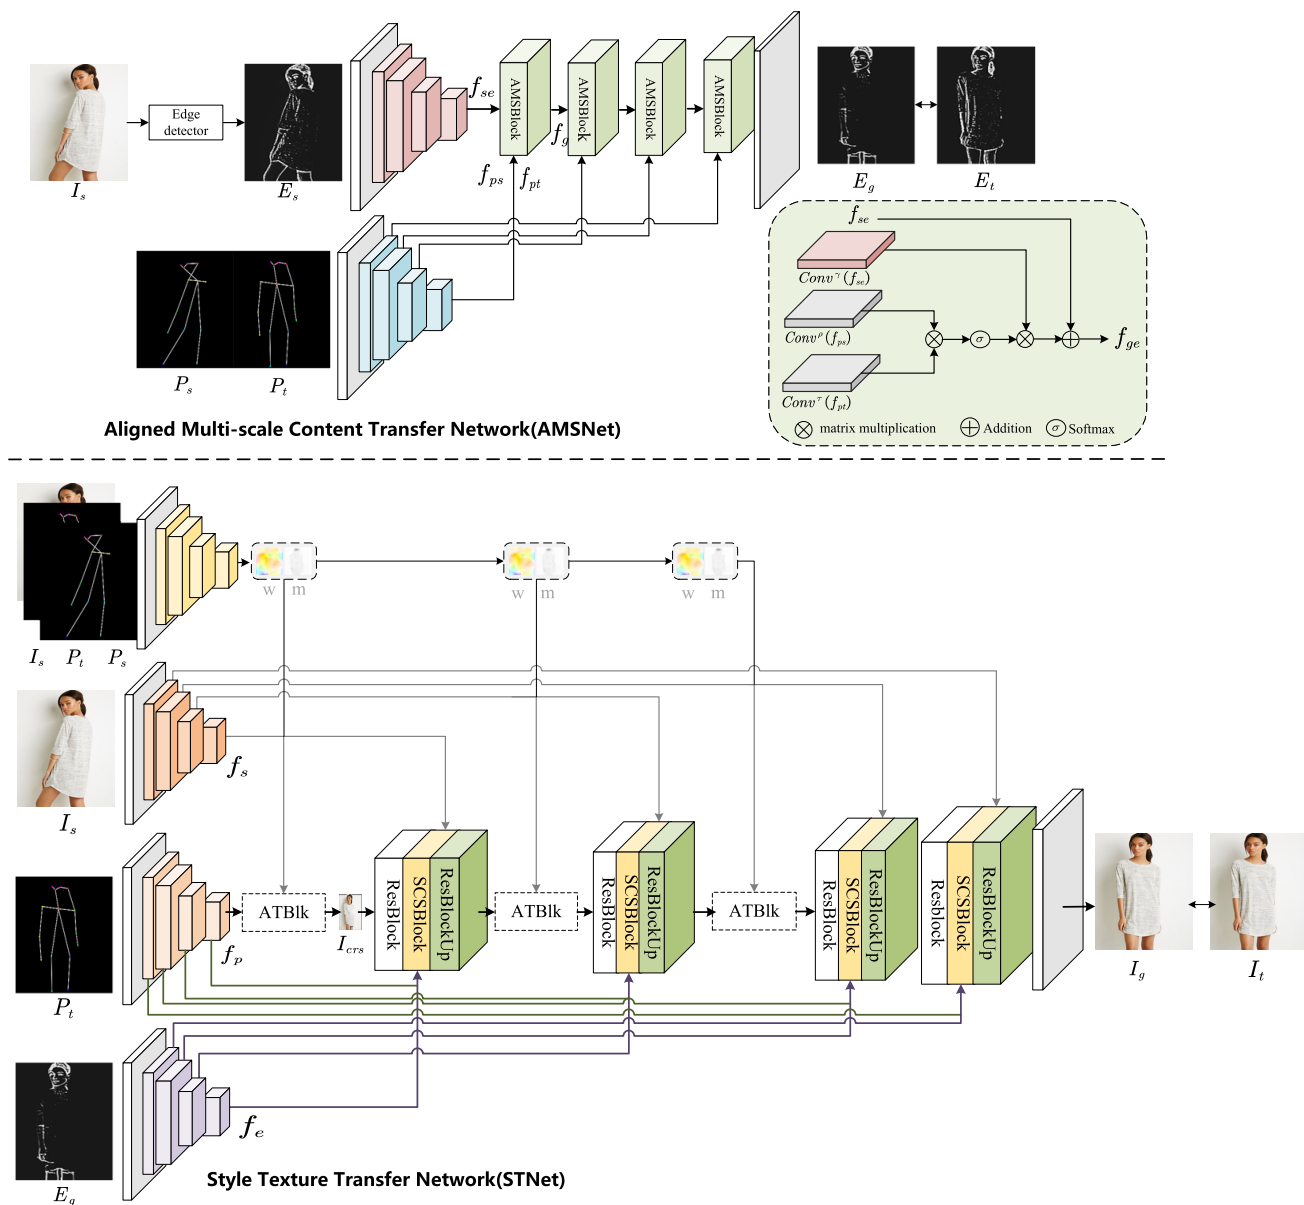 I_s
Edge
detector
E_s
f_se
AMSBlock
AMSBlock
AMSBlock
AMSBlock
f_g
f_ps
f_pt
E_g
E_t
P_s
P_t
f_se
Conv^γ(f_se)
Conv^ρ(f_ps)
Conv^τ(f_pt)
σ
f_ge
matrix multiplication
Addition
σ
Softmax
Aligned Multi-scale Content Transfer Network(AMSNet)
w
m
w
m
w
m
I_s
P_t
P_s
f_s
I_s
ATBlk
I_crs
ResBlock
SCSBlock
ResBlockUp
ATBlk
ResBlock
SCSBlock
ResBlockUp
ATBlk
ResBlock
SCSBlock
ResBlockUp
Resblock
SCSBlock
ResBlockUp
f_p
P_t
I_g
I_t
f_e
E_g
Style Texture Transfer Network(STNet)